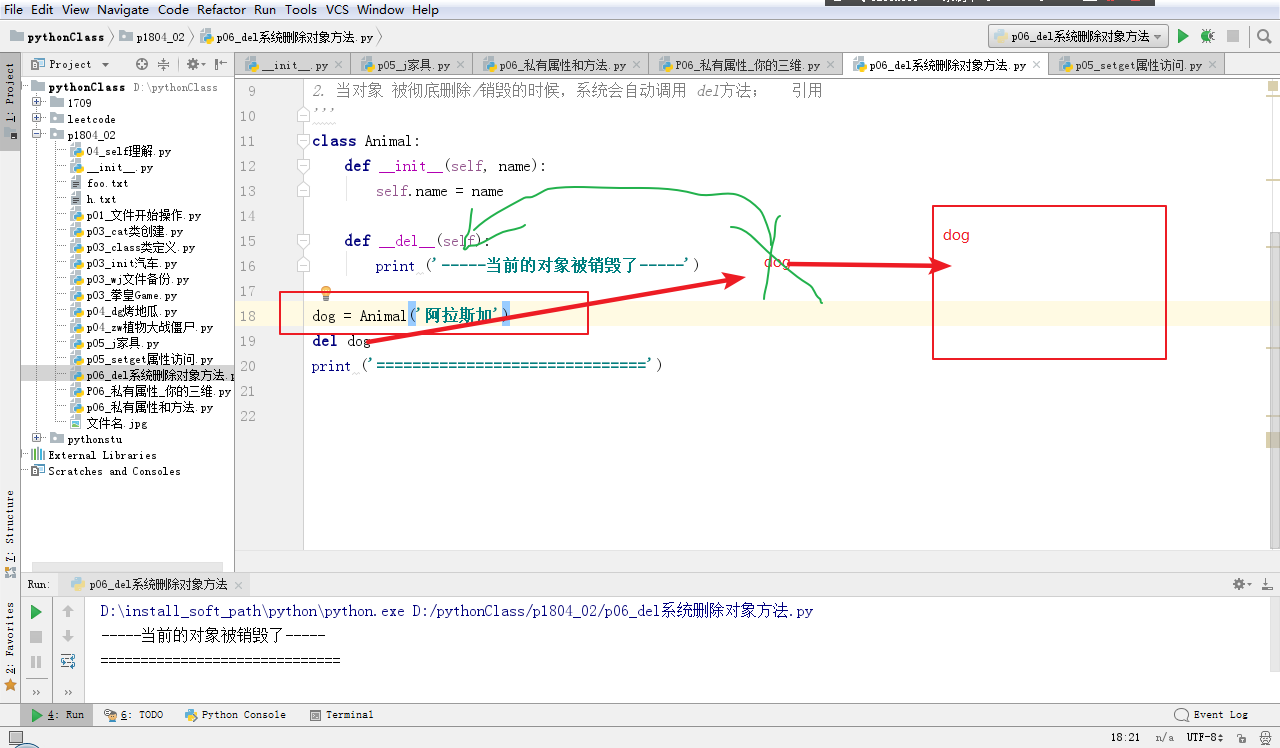 File Edit View Navigate Code Refactor Run Tools VCS Window Help
pythonClass p1804_02 p06_del系统删除对象方法.py
p06_del系统删除对象方法
1: Project
Project
__init__.py p05_j家具.py p06_私有属性和方法.py P06_私有属性_你的三维.py p06_del系统删除对象方法.py p05_setget属性访问.py
pythonClass D:\pythonClass
1709
leetcode
p1804_02
04_self理解.py
__init__.py
foo.txt
h.txt
p01_文件开始操作.py
p03_cat类创建.py
p03_class类定义.py
p03_init汽车.py
p03_wj文件备份.py
p03_拳皇Game.py
p04_dg烤地瓜.py
p04_zw植物大战僵尸.py
p05_j家具.py
p05_setget属性访问.py
p06_del系统删除对象方法.p
P06_私有属性_你的三维.py
p06_私有属性和方法.py
文件名.jpg
pythonstu
External Libraries
Scratches and Consoles
9 2. 当对象 被彻底删除/销毁的时候，系统会自动调用 del方法； 引用
10 '''
11 class Animal:
12 def __init__(self, name):
13 self.name = name
14
15 def __del__(self):
16 print ('-----当前的对象被销毁了-----')
17
18 dog = Animal('阿拉斯加')
19 del dog
20 print ('==============================')
21
22
dog
dog
7: Structure
2: Favorites
Run: p06_del系统删除对象方法
D:\install_soft_path\python\python.exe D:/pythonClass/p1804_02/p06_del系统删除对象方法.py
-----当前的对象被销毁了-----
==============================
4: Run 6: TODO Python Console Terminal Event Log
18:21 n/a UTF-8